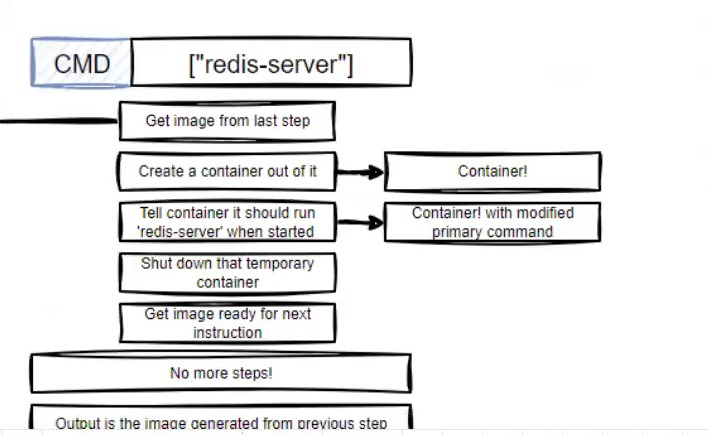 CMD ["redis-server"]
Get image from last step
Create a container out of it
Container!
Tell container it should run
'redis-server' when started
Container! with modified
primary command
Shut down that temporary
container
Get image ready for next
instruction
No more steps!
Output is the image generated from previous step